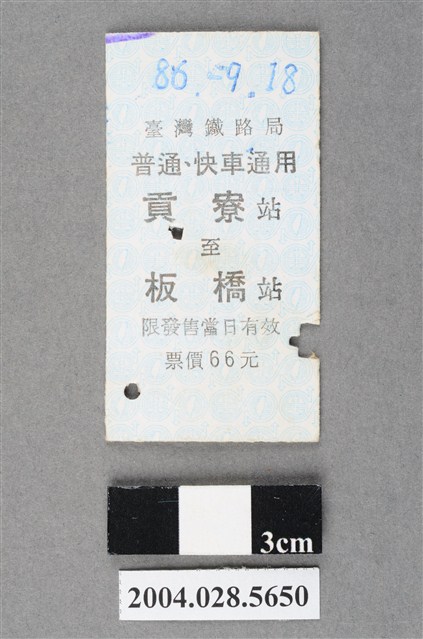 86.-9.18
臺灣鐵路局
普通、快車通用
貢寮站
至
板橋站
限發售當日有效
票價66元
3cm
2004.028.5650